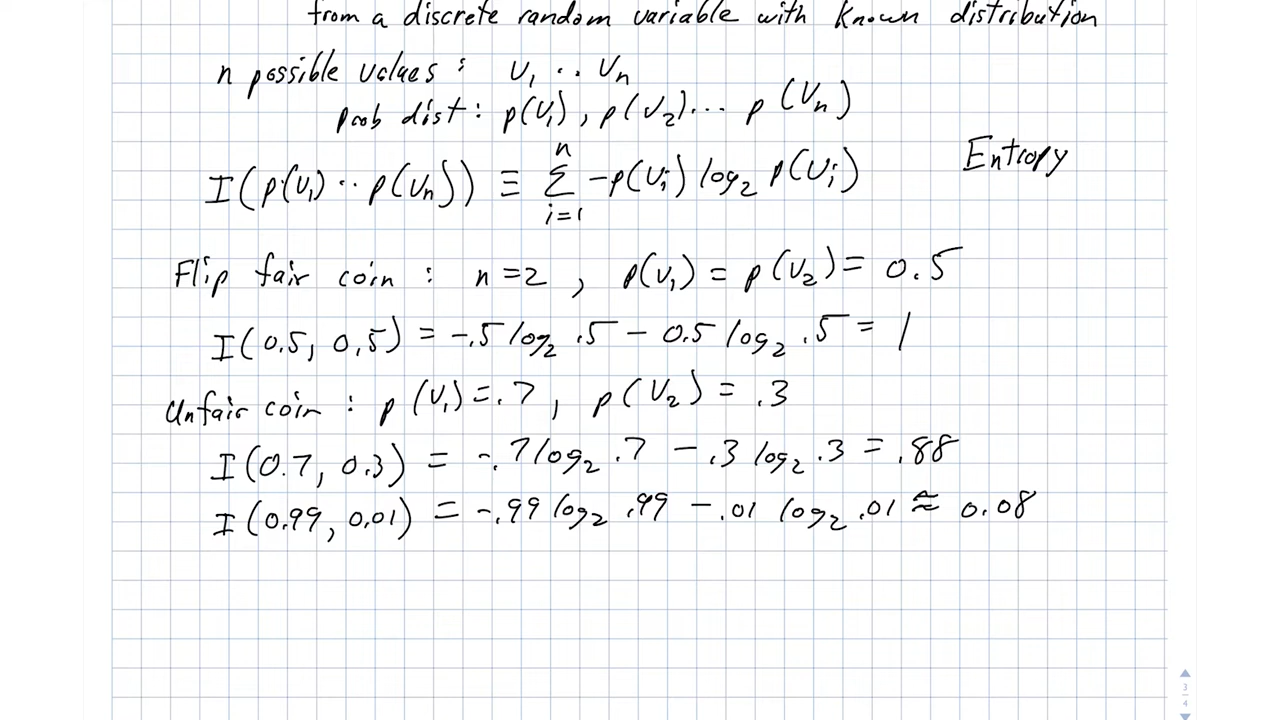 from a discrete random variable with known distribution
n possible values : v₁ .. vₙ
prob dist : p(v₁), p(v₂)... p(vₙ)
I(p(v₁)..p(vₙ)) ≡ ∑ᵢ₌₁ⁿ -p(vᵢ) log₂ p(vᵢ)
Entropy
Flip fair coin : n=2 , p(v₁) = p(v₂) = 0.5
I(0.5, 0.5) = -.5 log₂ .5 - 0.5 log₂ .5 = 1
Unfair coin : p(v₁) = .7, p(v₂) = .3
I(0.7, 0.3) = -.7 log₂ .7 - .3 log₂ .3 = .88
I(0.99, 0.01) = -.99 log₂ .99 - .01 log₂ .01 ≈ 0.08
3
4